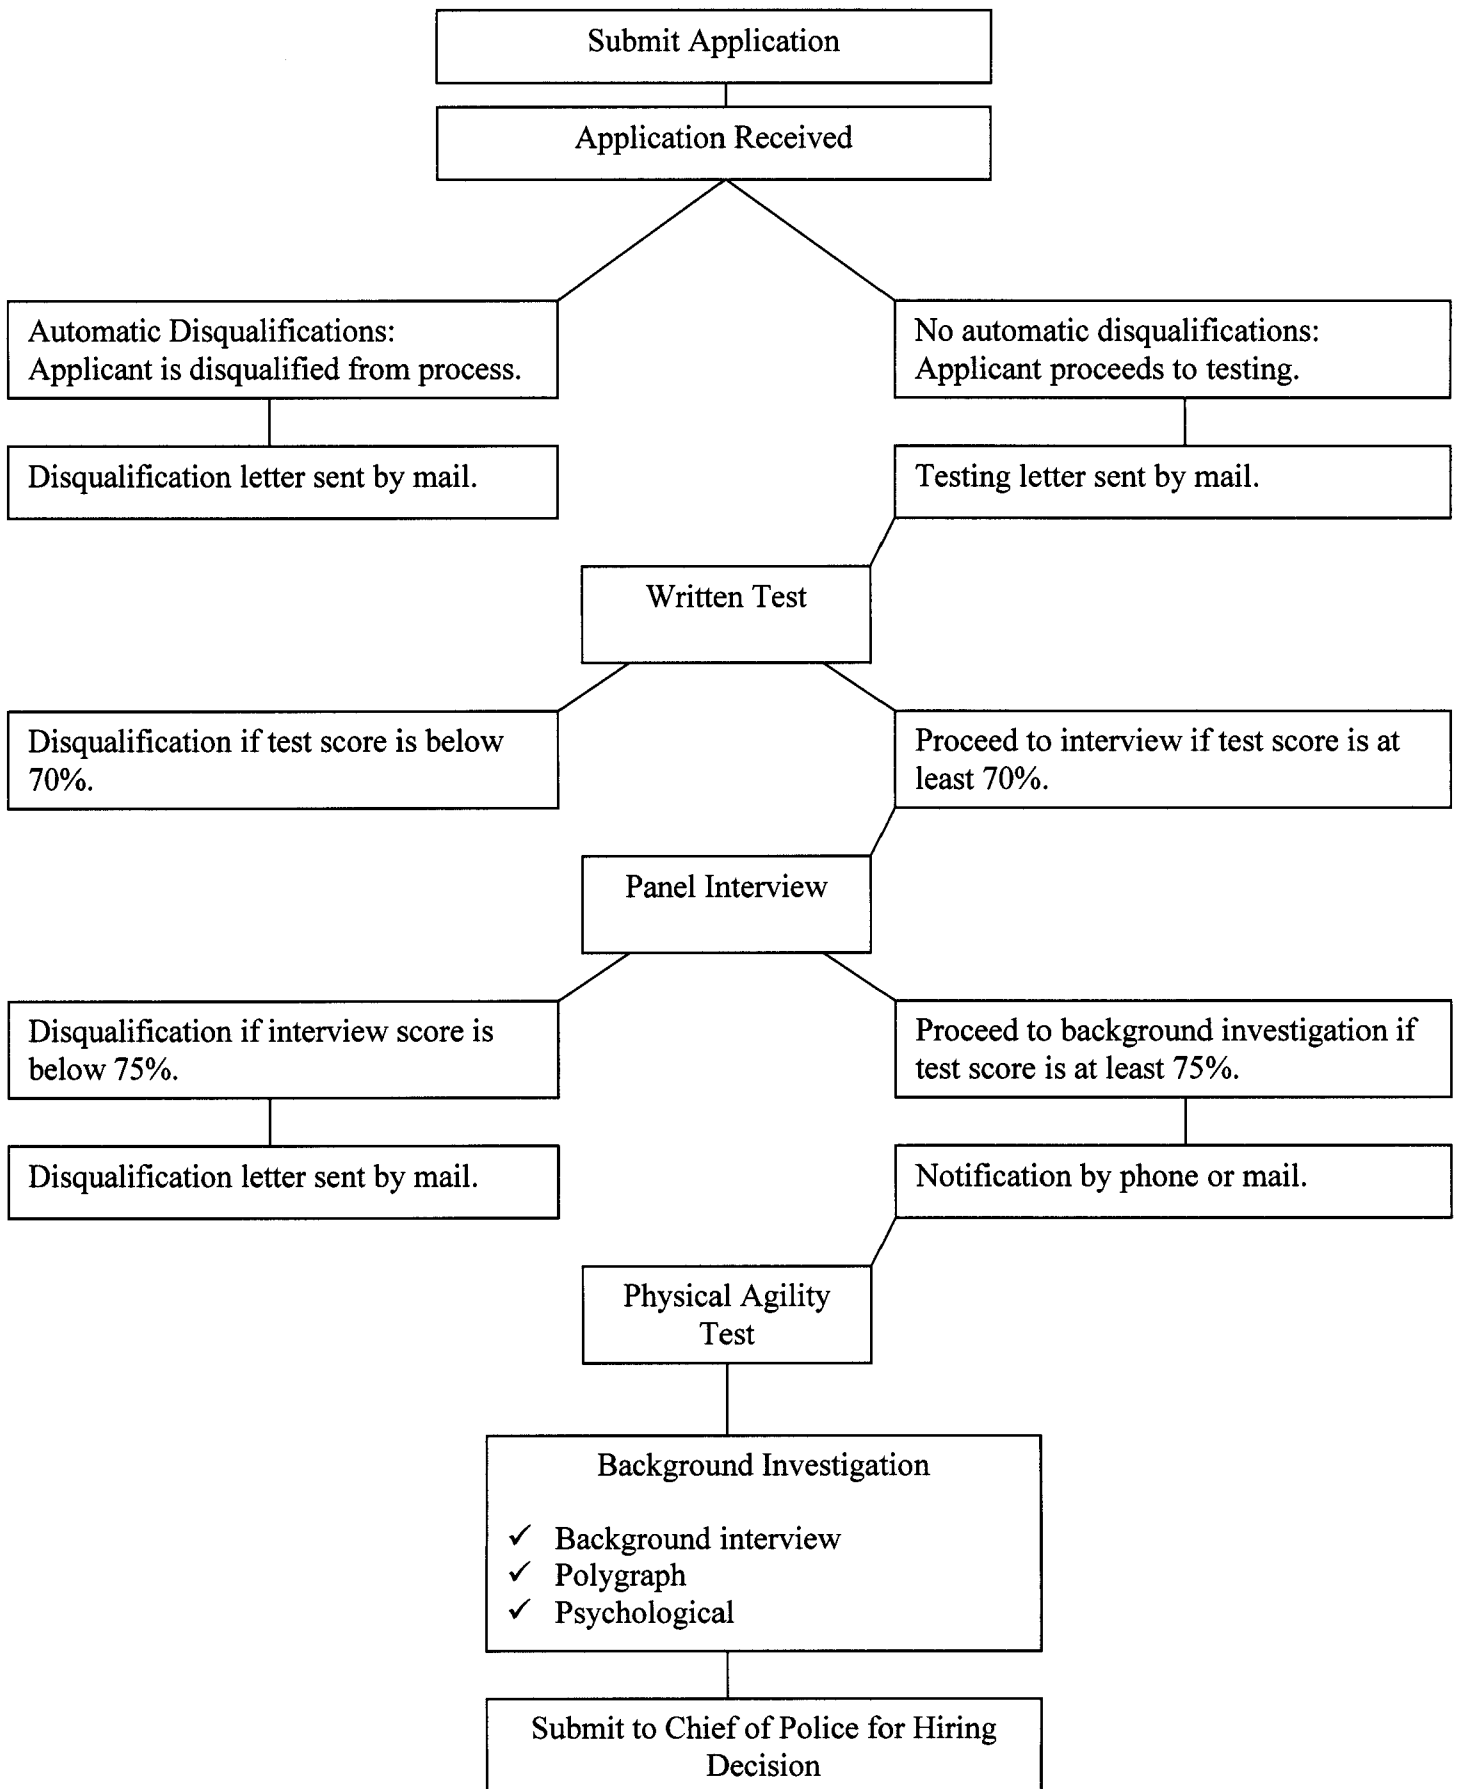 Submit Application
Application Received
Automatic Disqualifications:
Applicant is disqualified from process.
No automatic disqualifications:
Applicant proceeds to testing.
Disqualification letter sent by mail.
Testing letter sent by mail.
Written Test
Disqualification if test score is below
70%.
Proceed to interview if test score is at
least 70%.
Panel Interview
Disqualification if interview score is
below 75%.
Proceed to background investigation if
test score is at least 75%.
Disqualification letter sent by mail.
Notification by phone or mail.
Physical Agility
Test
Background Investigation
✓ Background interview
✓ Polygraph
✓ Psychological
Submit to Chief of Police for Hiring
Decision